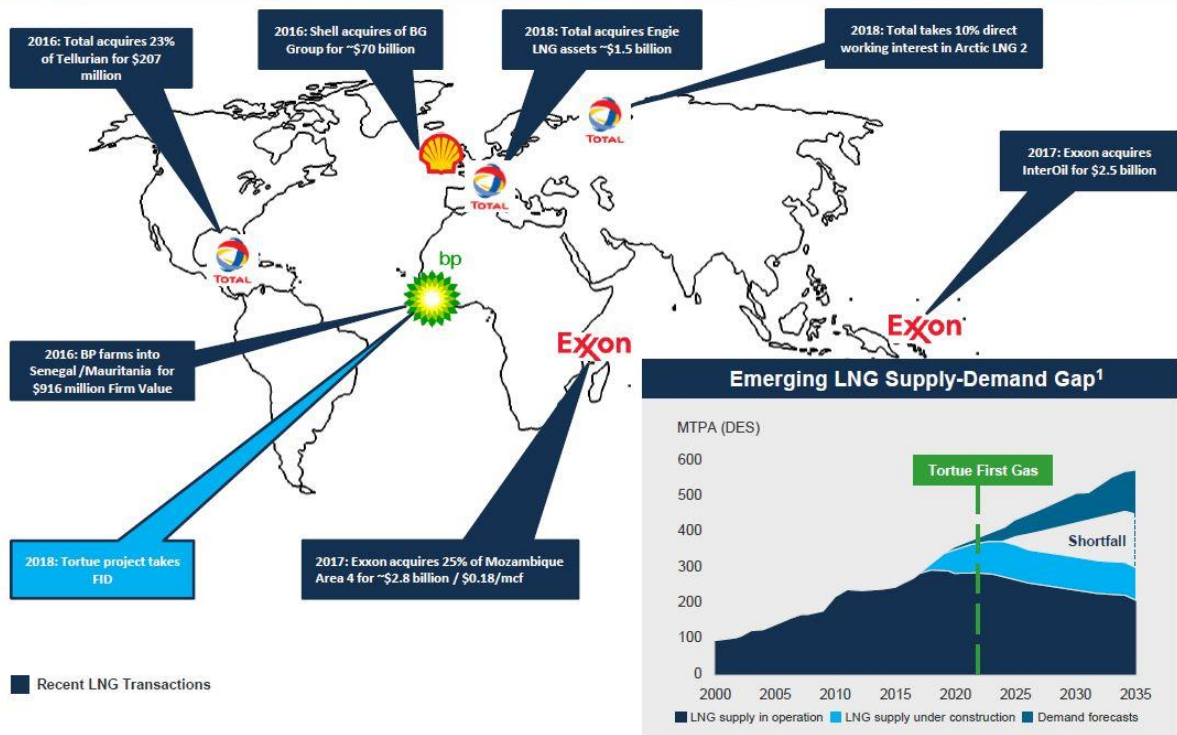 2016: Total acquires 23%
of Tellurian for $207
million
2016: Shell acquires of BG
Group for ~$70 billion
2018: Total acquires Engie
LNG assets ~$1.5 billion
2018: Total takes 10% direct
working interest in Arctic LNG 2
2017: Exxon acquires
InterOil for $2.5 billion
TOTAL
TOTAL
TOTAL
bp
Exxon
Exxon
2016: BP farms into
Senegal /Mauritania for
$916 million Firm Value
2018: Tortue project takes
FID
2017: Exxon acquires 25% of Mozambique
Area 4 for ~$2.8 billion / $0.18/mcf
Recent LNG Transactions
Emerging LNG Supply-Demand Gap1
MTPA (DES)
600
500
400
300
200
100
0
Tortue First Gas
Shortfall
2000 2005 2010 2015 2020 2025 2030 2035
LNG supply in operation LNG supply under construction Demand forecasts